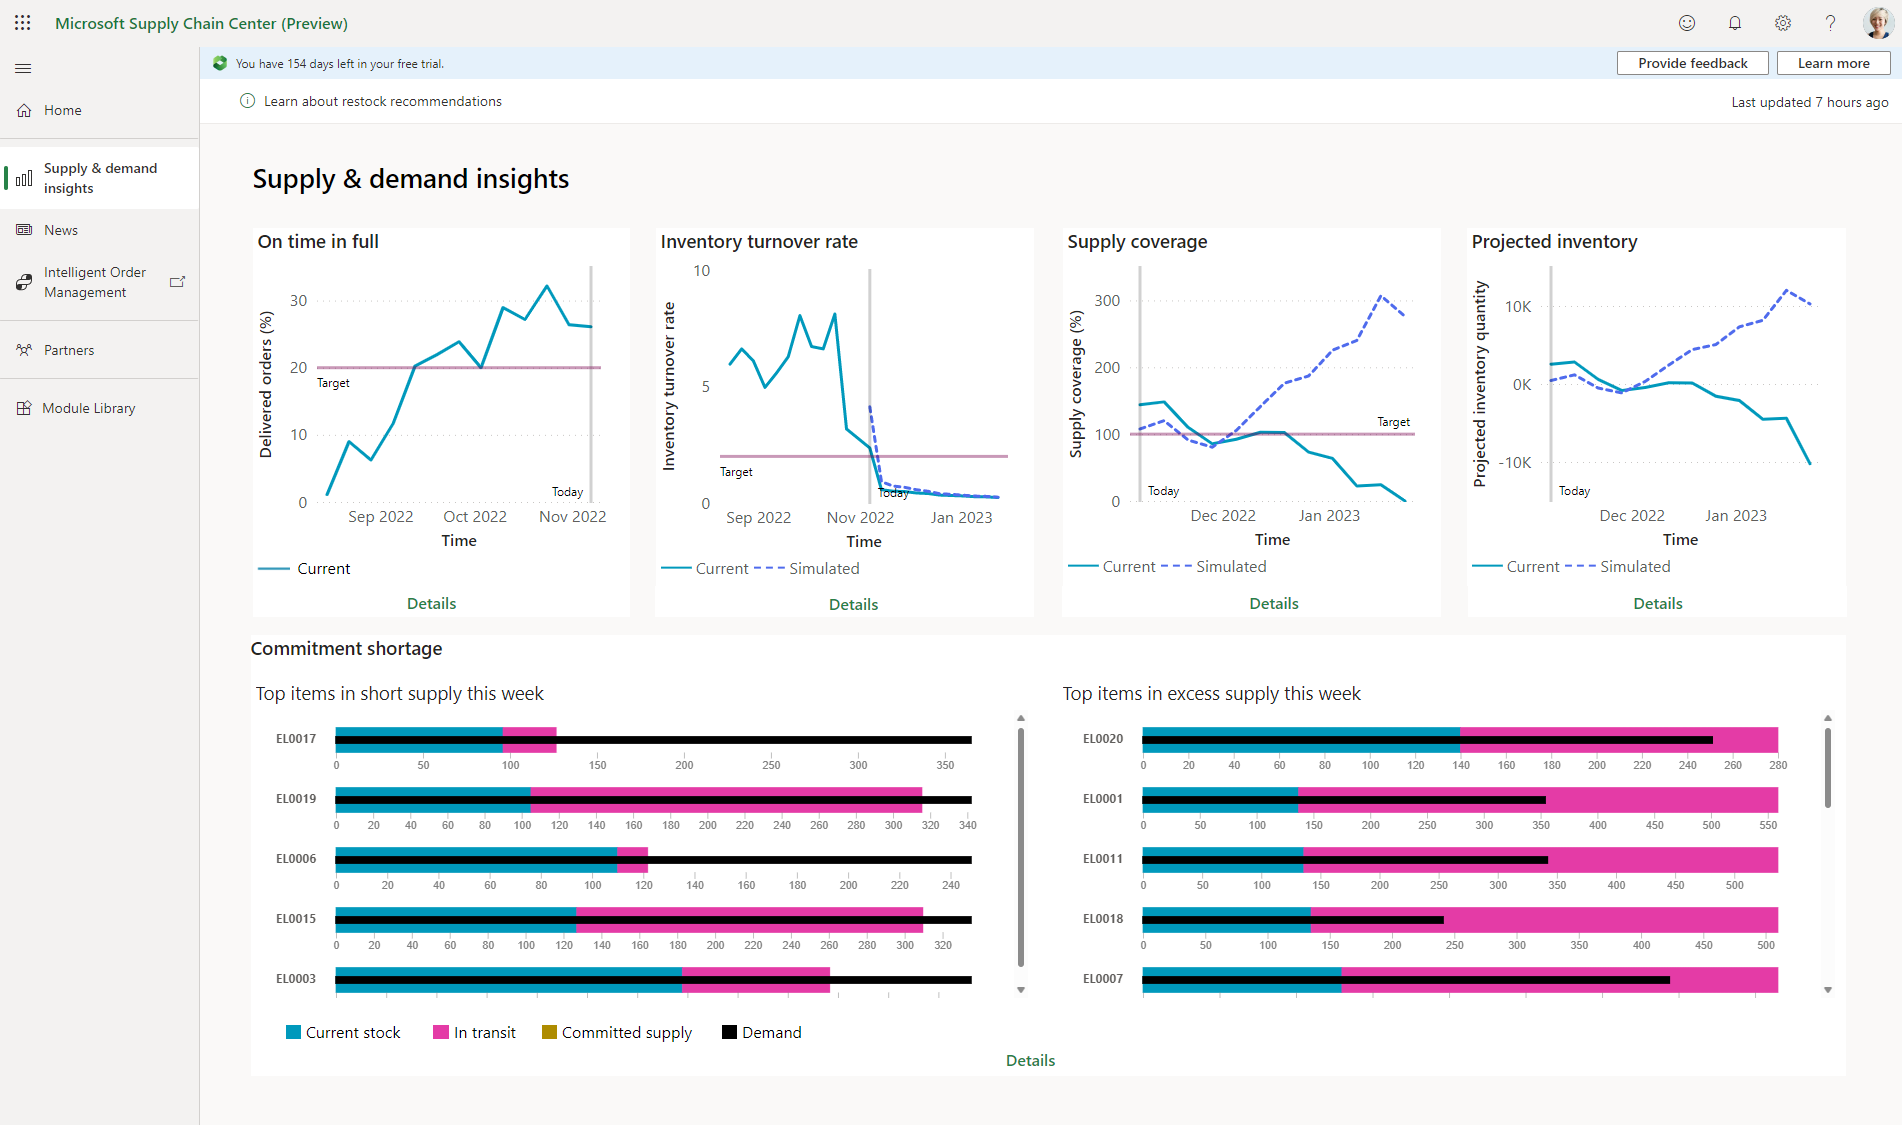 Microsoft Supply Chain Center (Preview)
You have 154 days left in your free trial.
Provide feedback
Learn more
Learn about restock recommendations
Last updated 7 hours ago
Home
Supply & demand
insights
News
Intelligent Order
Management
Partners
Module Library
Supply & demand insights
On time in full
Delivered orders (%)
30
20
10
0
Target
Today
Sep 2022 Oct 2022 Nov 2022
Time
Current
Details
Inventory turnover rate
Inventory turnover rate
10
5
0
Target
Today
Sep 2022 Nov 2022 Jan 2023
Time
Current Simulated
Details
Supply coverage
Supply coverage (%)
300
200
100
0
Target
Today
Dec 2022 Jan 2023
Time
Current Simulated
Details
Projected inventory
Projected inventory quantity
10K
0K
-10K
Today
Dec 2022 Jan 2023
Time
Current Simulated
Details
Commitment shortage
Top items in short supply this week
EL0017
0 50 100 150 200 250 300 350
EL0019
0 20 40 60 80 100 120 140 160 180 200 220 240 260 280 300 320 340
EL0006
0 20 40 60 80 100 120 140 160 180 200 220 240
EL0015
0 20 40 60 80 100 120 140 160 180 200 220 240 260 280 300 320
EL0003
Top items in excess supply this week
EL0020
0 20 40 60 80 100 120 140 160 180 200 220 240 260 280
EL0001
0 50 100 150 200 250 300 350 400 450 500 550
EL0011
0 50 100 150 200 250 300 350 400 450 500
EL0018
0 50 100 150 200 250 300 350 400 450 500
EL0007
Current stock In transit Committed supply Demand
Details